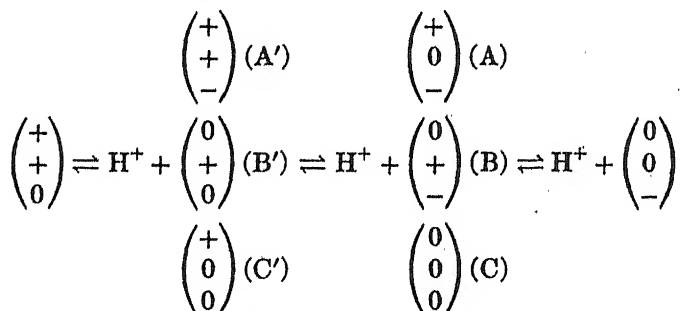 (+ + −) (A′) (+ 0 −) (A)
(+ + 0) ⇌ H⁺ + (0 + 0) (B′) ⇌ H⁺ + (0 + −) (B) ⇌ H⁺ + (0 0 −)
(+ 0 0) (C′) (0 0 0) (C)